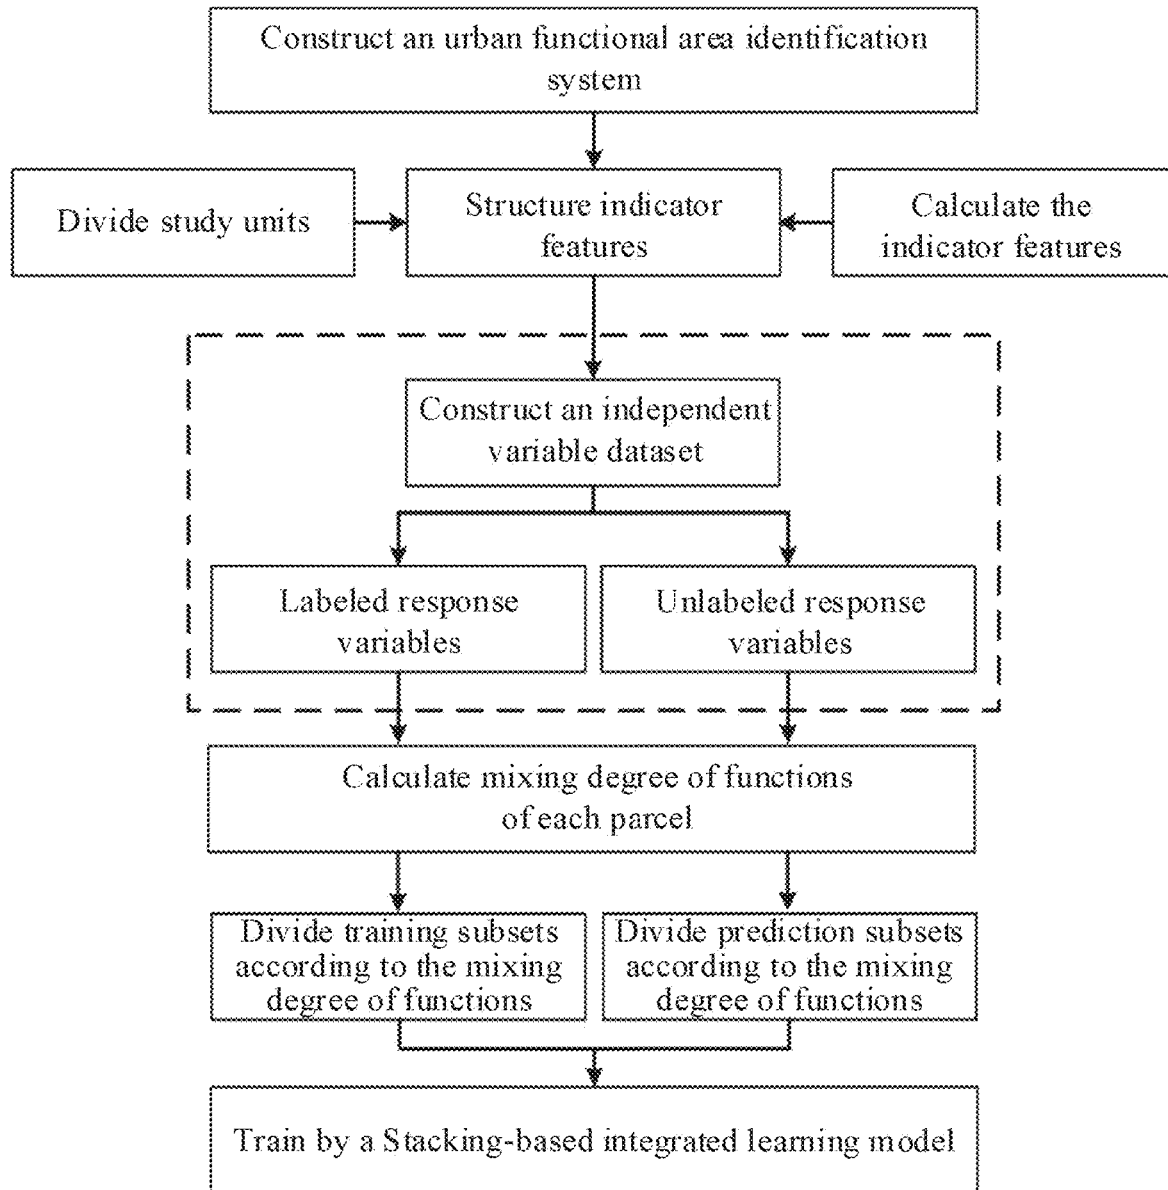 Construct an urban functional area identification
system
Divide study units
Structure indicator
features
Calculate the
indicator features
Construct an independent
variable dataset
Labeled response
variables
Unlabeled response
variables
Calculate mixing degree of functions
of each parcel
Divide training subsets
according to the mixing
degree of functions
Divide prediction subsets
according to the mixing
degree of functions
Train by a Stacking-based integrated learning model